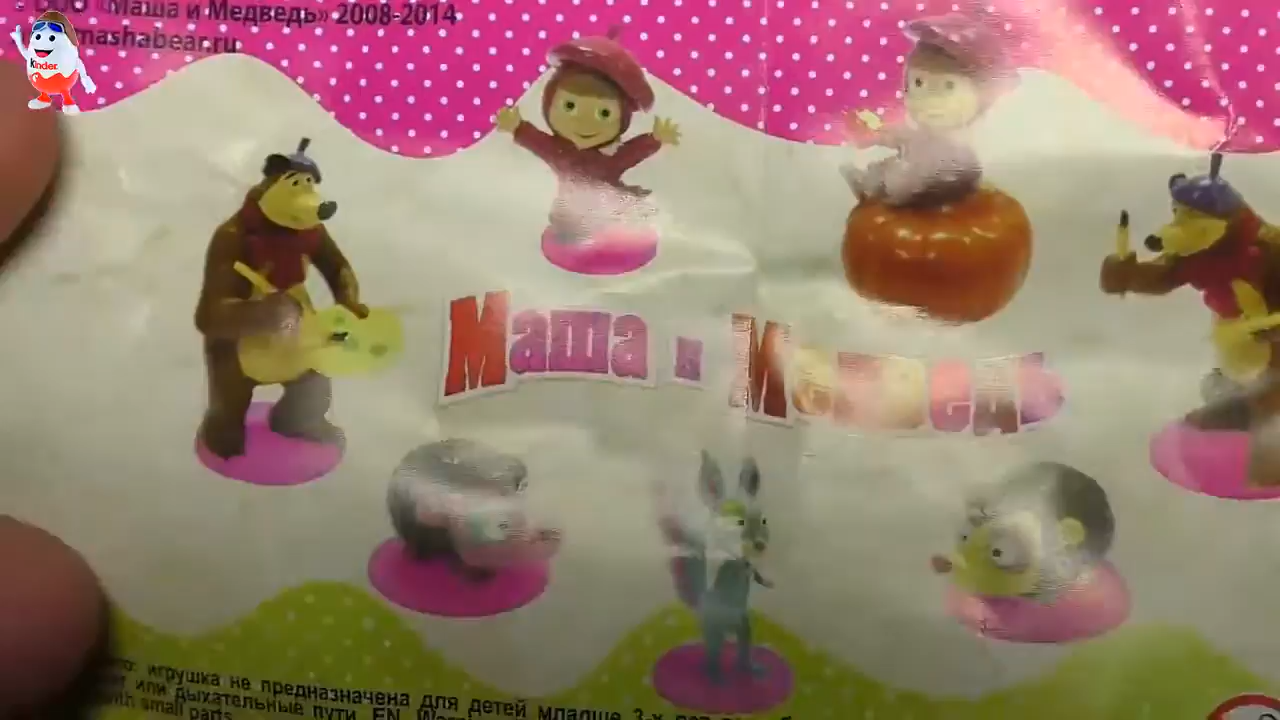 ООО «Маша и Медведь» 2008-2014
mashabear.ru
kinder
Маша и Медведь
игрушка не предназначена для детей младше 3-х лет
или дыхательные пути. EN.
with small parts.